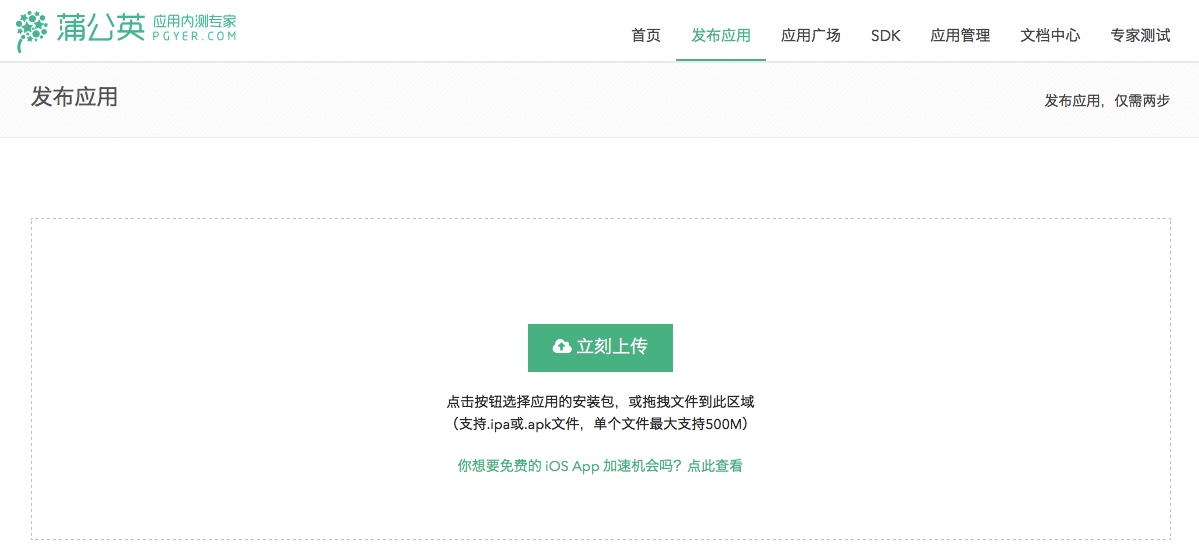 蒲公英 应用内测专家
PGYER.COM
首页 发布应用 应用广场 SDK 应用管理 文档中心 专家测试
发布应用
发布应用，仅需两步
立刻上传
点击按钮选择应用的安装包，或拖拽文件到此区域
（支持.ipa或.apk文件，单个文件最大支持500M）
你想要免费的 iOS App 加速机会吗？点此查看